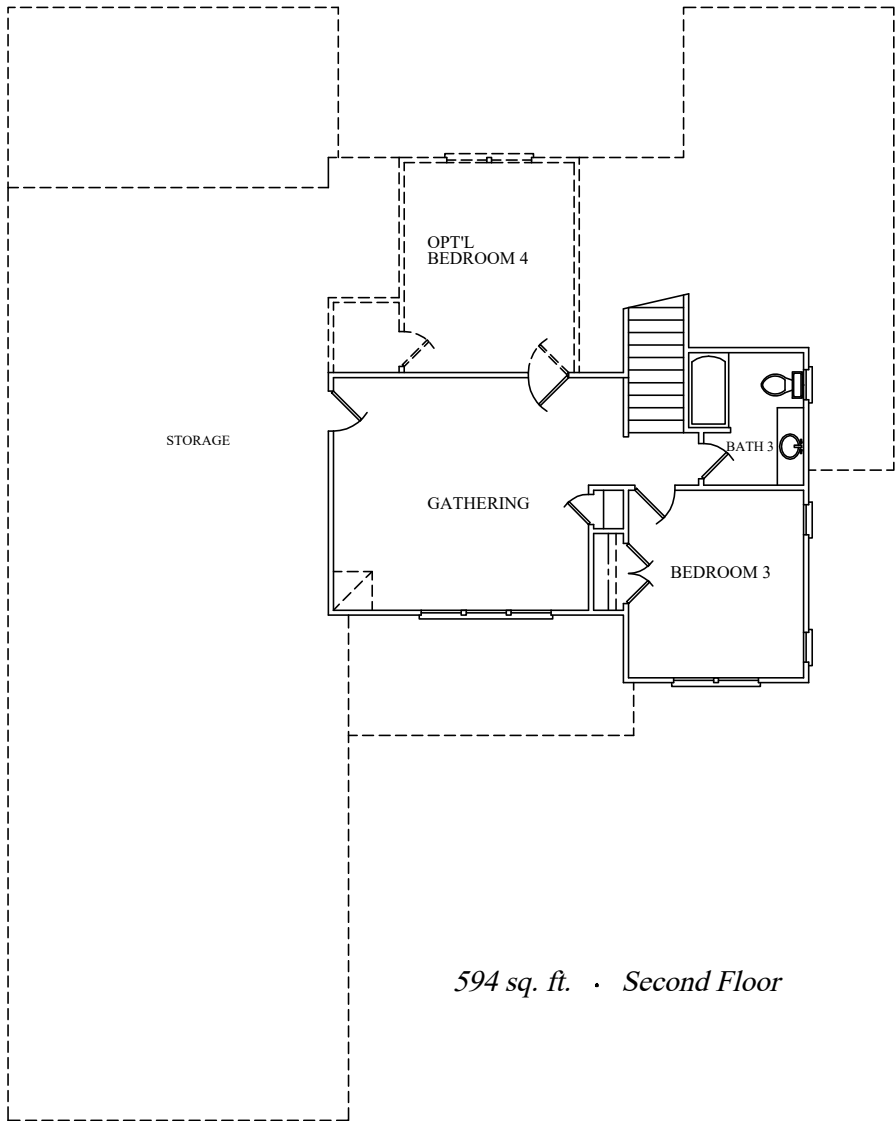 OPT'L
BEDROOM 4
STORAGE
BATH 3
GATHERING
BEDROOM 3
594 sq. ft. · Second Floor